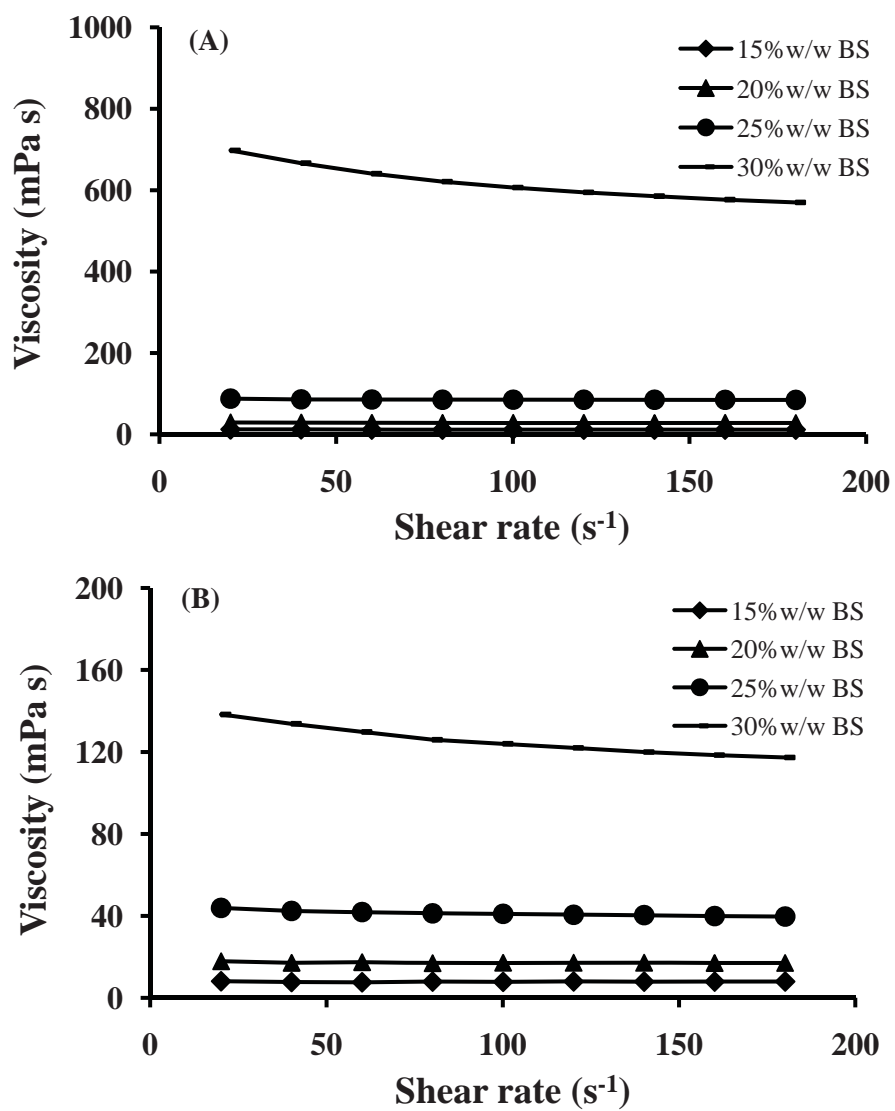 (A)
1000
800
600
400
200
0
Viscosity (mPa s)
15%w/w BS
20%w/w BS
25%w/w BS
30%w/w BS
0 50 100 150 200
Shear rate (s⁻¹)
(B)
200
160
120
80
40
0
Viscosity (mPa s)
15%w/w BS
20%w/w BS
25%w/w BS
30%w/w BS
0 50 100 150 200
Shear rate (s⁻¹)